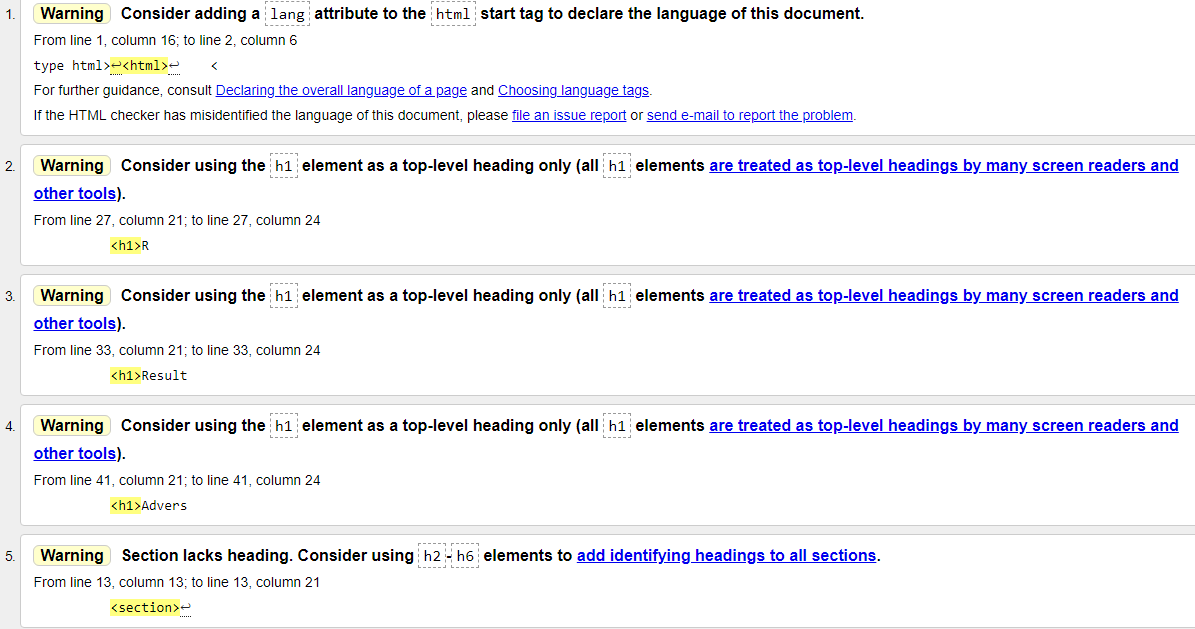 1. Warning Consider adding a lang attribute to the html start tag to declare the language of this document.
From line 1, column 16; to line 2, column 6
type html>↩<html>↩    <
For further guidance, consult Declaring the overall language of a page and Choosing language tags.
If the HTML checker has misidentified the language of this document, please file an issue report or send e-mail to report the problem.
2. Warning Consider using the h1 element as a top-level heading only (all h1 elements are treated as top-level headings by many screen readers and
other tools).
From line 27, column 21; to line 27, column 24
<h1>R
3. Warning Consider using the h1 element as a top-level heading only (all h1 elements are treated as top-level headings by many screen readers and
other tools).
From line 33, column 21; to line 33, column 24
<h1>Result
4. Warning Consider using the h1 element as a top-level heading only (all h1 elements are treated as top-level headings by many screen readers and
other tools).
From line 41, column 21; to line 41, column 24
<h1>Advers
5. Warning Section lacks heading. Consider using h2-h6 elements to add identifying headings to all sections.
From line 13, column 13; to line 13, column 21
<section>↩